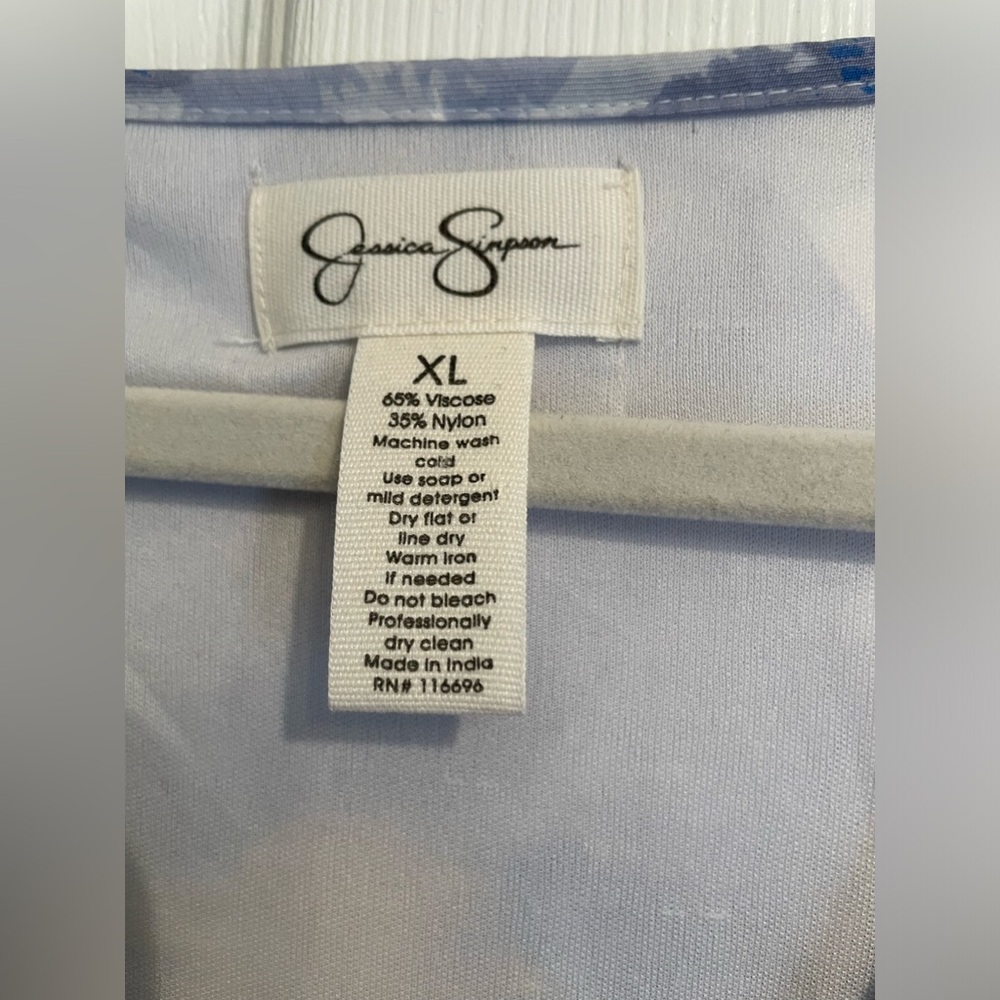 Jessica Simpson
XL
65% Viscose
35% Nylon
Machine wash
cold
Use soap or
mild detergent
Dry flat or
line dry
Warm iron
if needed
Do not bleach
Professionally
dry clean
Made in India
RN# 116696